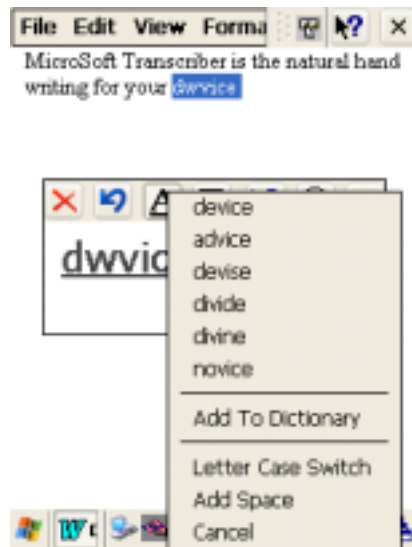 File Edit View Forma
MicroSoft Transcriber is the natural hand
writing for your dwvice
dwvic
device
advice
devise
divide
divine
novice
Add To Dictionary
Letter Case Switch
Add Space
Cancel